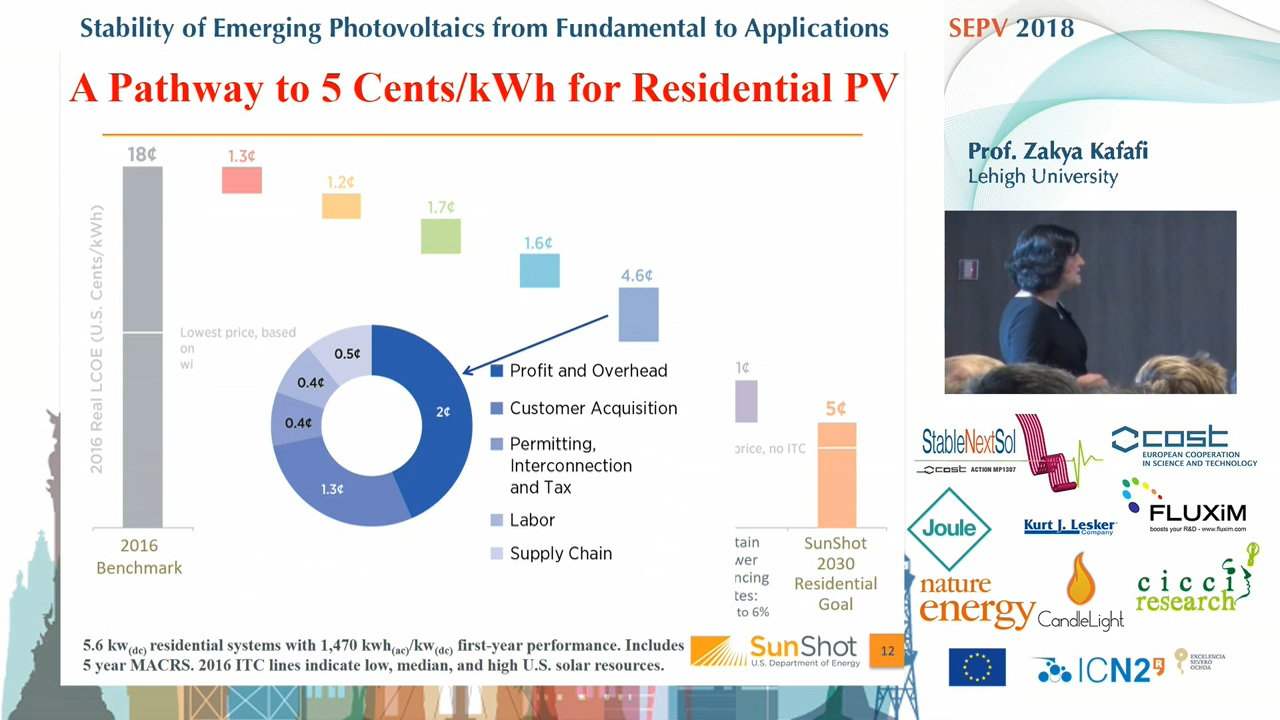 Stability of Emerging Photovoltaics from Fundamental to Applications
SEPV 2018
A Pathway to 5 Cents/kWh for Residential PV
Prof. Zakya Kafafi
Lehigh University
2016 Real LCOE (U.S. Cents/kWh)
18¢
1.3¢
1.2¢
1.7¢
1.6¢
4.6¢
Lowest price, based
on
wi
0.5¢
0.4¢
0.4¢
1.3¢
2¢
Profit and Overhead
Customer Acquisition
Permitting,
Interconnection
and Tax
Labor
Supply Chain
1¢
price, no ITC
5¢
2016
Benchmark
tain
wer
ncing
tes:
to 6%
SunShot
2030
Residential
Goal
5.6 kw(dc) residential systems with 1,470 kwh(ac)/kw(dc) first-year performance. Includes
5 year MACRS. 2016 ITC lines indicate low, median, and high U.S. solar resources.
SunShot
U.S. Department of Energy
12
StableNextSol
cost ACTION MP1307
cost
EUROPEAN COOPERATION
IN SCIENCE AND TECHNOLOGY
Joule
Kurt J. Lesker
Company
FLUXiM
boosts your R&D - www.fluxim.com
nature
energy
CandleLight
cicci
research
ICN2
EXCELENCIA
SEVERO
OCHOA